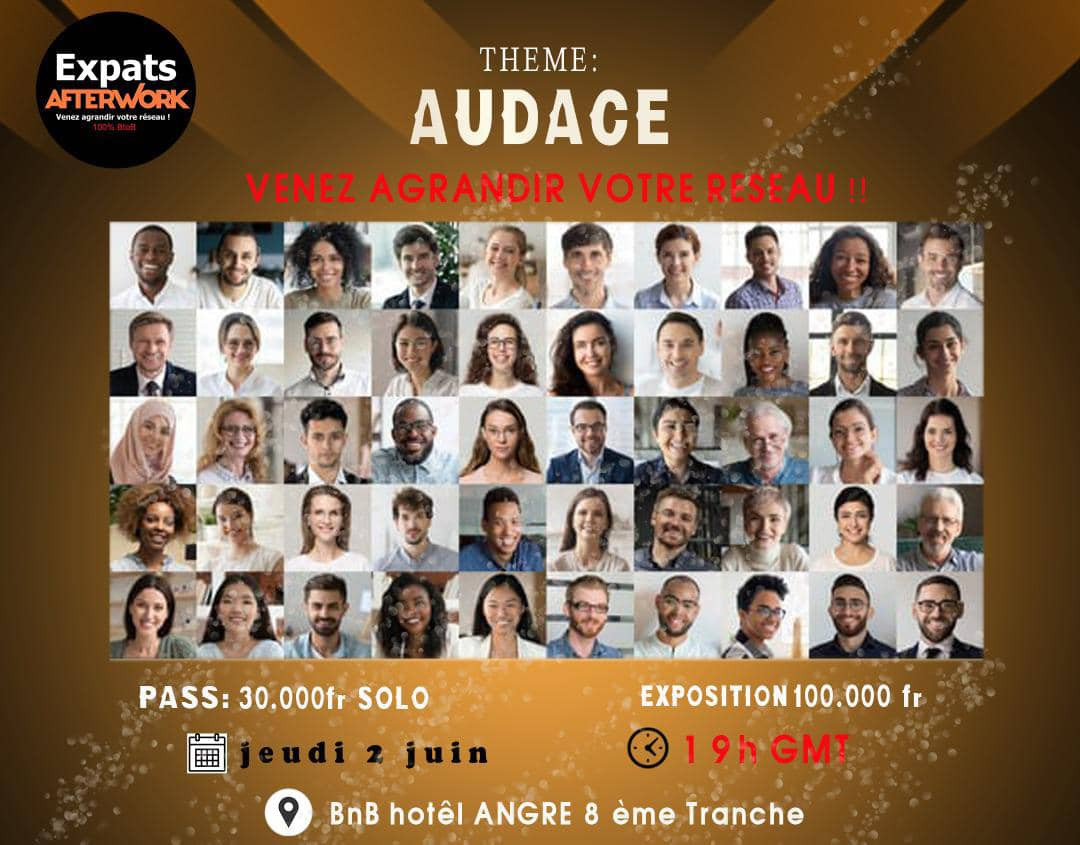 Expats
AFTERWORK
Venez agrandir votre réseau !
100% BtoB
THEME:
AUDACE
VENEZ AGRANDIR VOTRE RESEAU !!
PASS: 30.000fr SOLO
EXPOSITION 100.000 fr
jeudi 2 juin
19h GMT
BnB hotêl ANGRE 8 ème Tranche